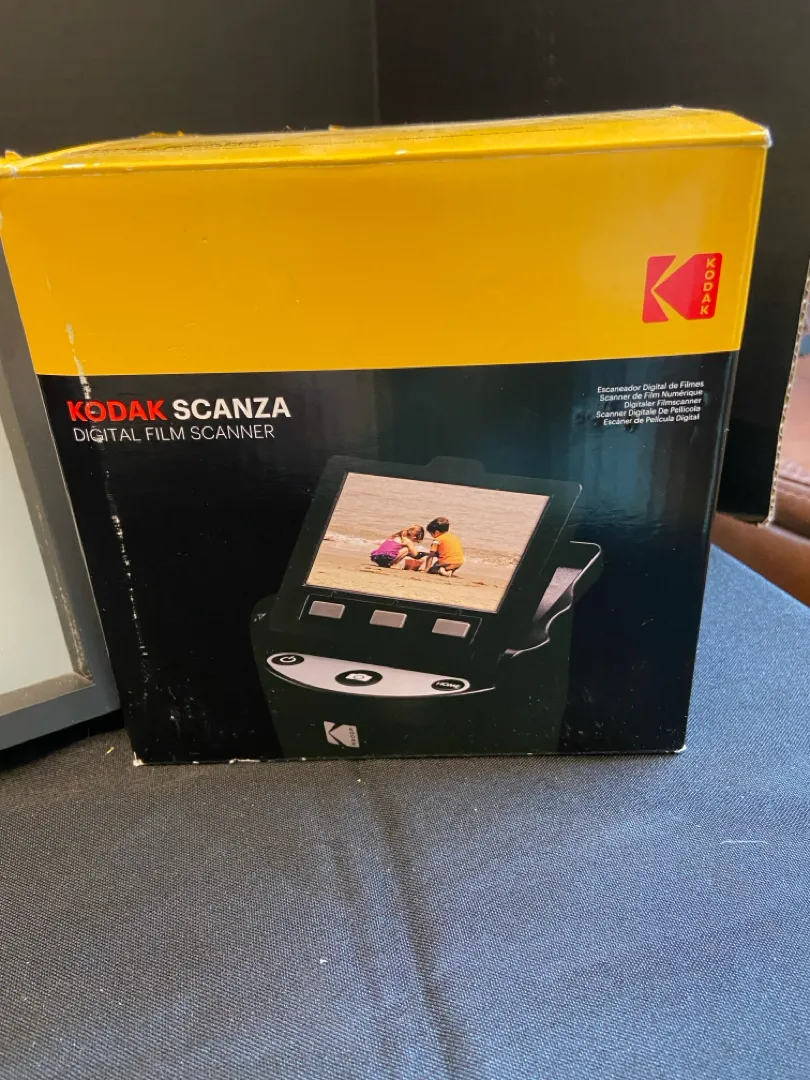 KODAK
KODAK SCANZA
DIGITAL FILM SCANNER
Escaneador Digital de Filmes
Scanner de Film Numérique
Digitaler Filmscanner
Scanner Digitale De Pellicola
Escáner de Película Digital
HOME
KODAK